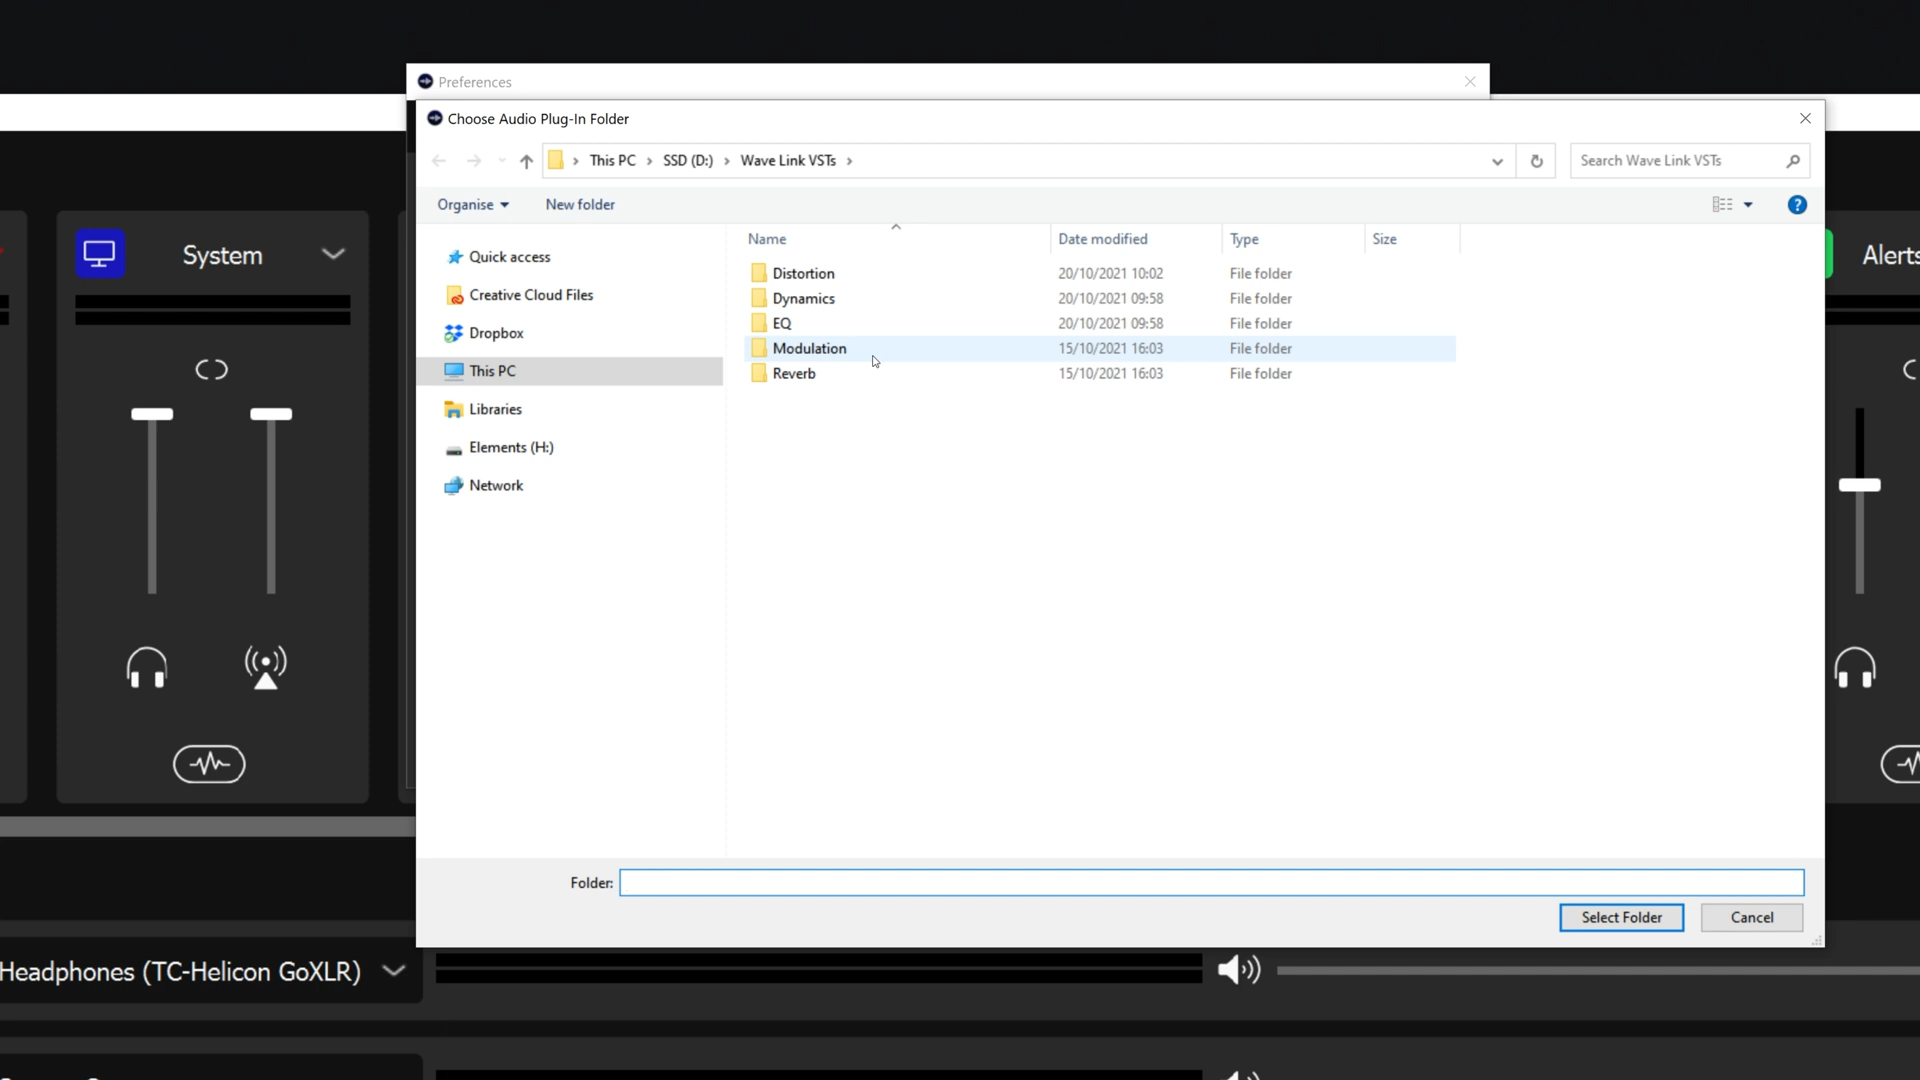 Preferences
Choose Audio Plug-In Folder
This PC
SSD (D:)
Wave Link VSTs
Search Wave Link VSTs
Organise
New folder
Name
Date modified
Type
Size
Quick access
Creative Cloud Files
Dropbox
This PC
Libraries
Elements (H:)
Network
Distortion 20/10/2021 10:02 File folder
Dynamics 20/10/2021 09:58 File folder
EQ 20/10/2021 09:58 File folder
Modulation 15/10/2021 16:03 File folder
Reverb 15/10/2021 16:03 File folder
System
Alerts
Folder:
Select Folder
Cancel
Headphones (TC-Helicon GoXLR)